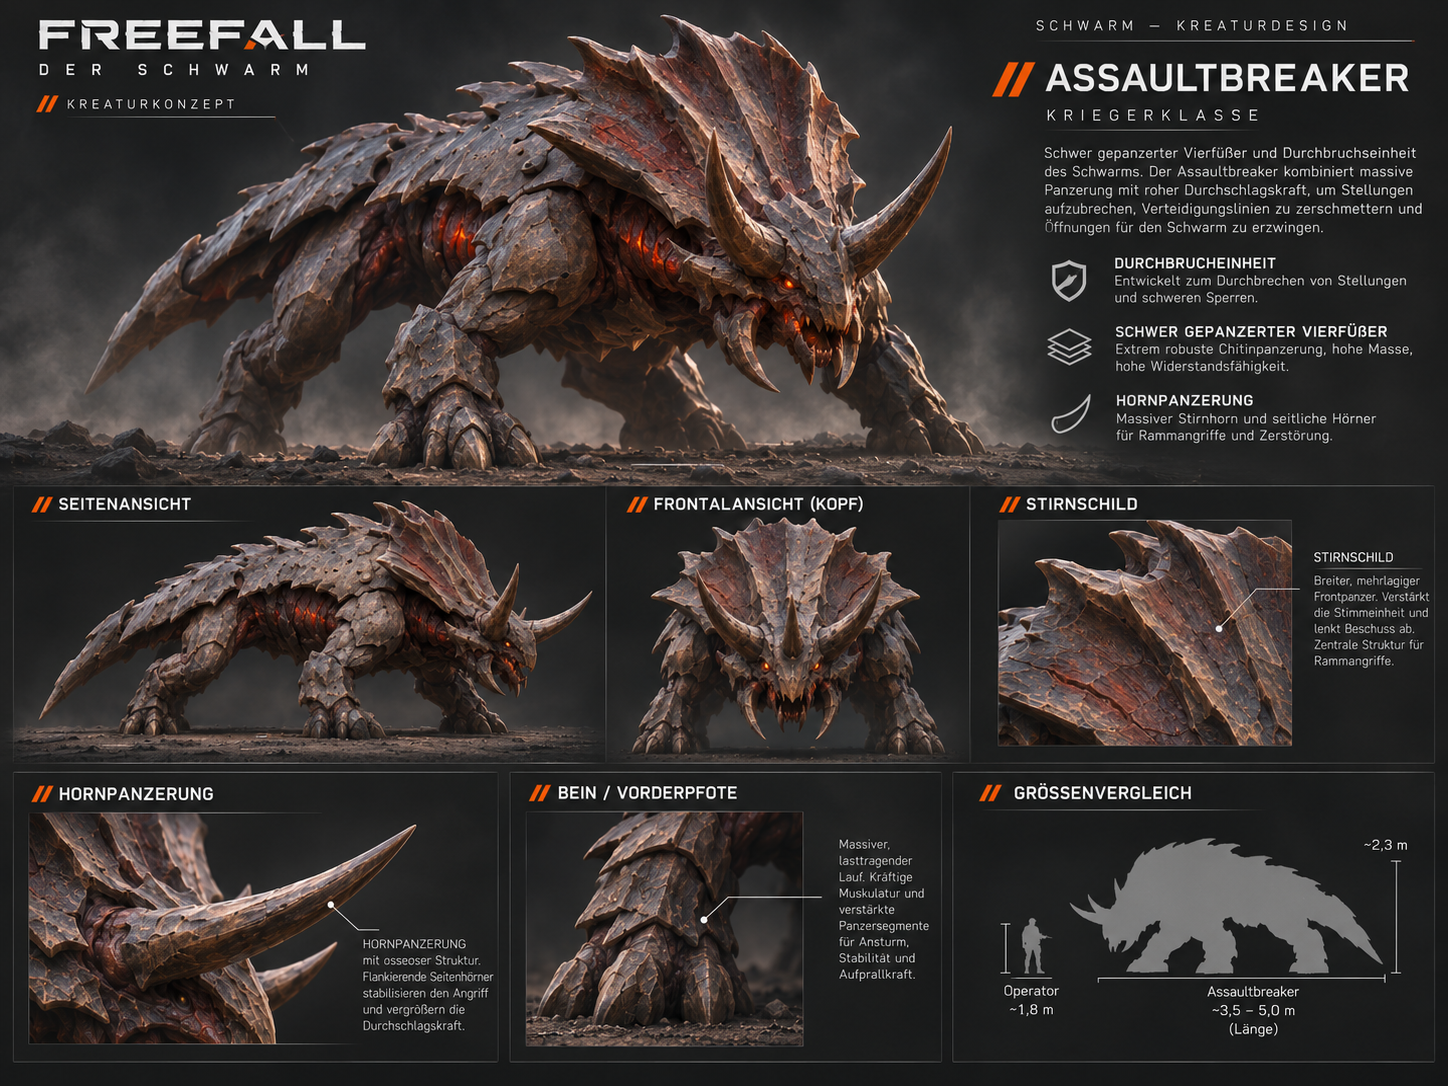 FREEFALL
DER SCHWARM
// KREATURKONZEPT
SCHWARM — KREATURDESIGN
// ASSAULTBREAKER
KRIEGERKLASSE
Schwer gepanzerter Vierfüßer und Durchbruchseinheit
des Schwarms. Der Assaultbreaker kombiniert massive
Panzerung mit roher Durchschlagskraft, um Stellungen
aufzubrechen, Verteidigungslinien zu zerschmettern und
Öffnungen für den Schwarm zu erzwingen.
DURCHBRUCHEINHEIT
Entwickelt zum Durchbrechen von Stellungen
und schweren Sperren.
SCHWER GEPANZERTER VIERFÜßER
Extrem robuste Chitinpanzerung, hohe Masse,
hohe Widerstandsfähigkeit.
HORNPANZERUNG
Massiver Stirnhorn und seitliche Hörner
für Rammangriffe und Zerstörung.
// SEITENANSICHT
// FRONTALANSICHT (KOPF)
// STIRNSCHILD
STIRNSCHILD
Breiter, mehrlagiger
Frontpanzer. Verstärkt
die Stimmeinheit und
lenkt Beschuss ab.
Zentrale Struktur für
Rammangriffe.
// HORNPANZERUNG
HORNPANZERUNG
mit osseoser Struktur.
Flankierende Seitenhörner
stabilisieren den Angriff
und vergrößern die
Durchschlagskraft.
// BEIN / VORDERPFOTE
Massiver,
lasttragender
Lauf. Kräftige
Muskulatur und
verstärkte
Panzersegmente
für Ansturm,
Stabilität und
Aufprallkraft.
// GRÖSSENVERGLEICH
~2,3 m
Operator
~1,8 m
Assaultbreaker
~3,5 – 5,0 m
(Länge)